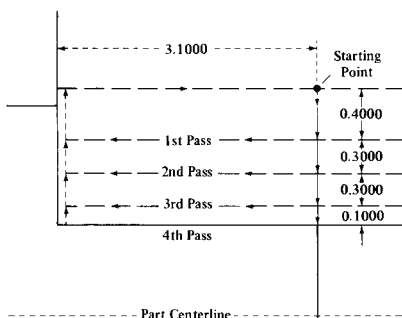 3.1000
Starting
Point
0.4000
1st Pass
0.3000
2nd Pass
0.3000
3rd Pass
0.1000
4th Pass
Part Centerline